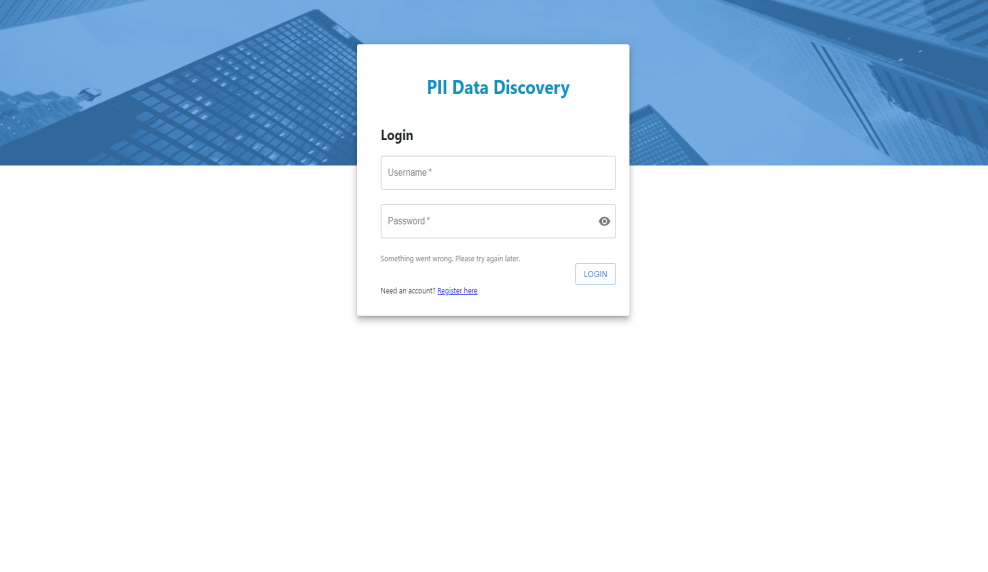 PII Data Discovery
Login
Username *
Password *
Something went wrong. Please try again later.
LOGIN
Need an account? Register here